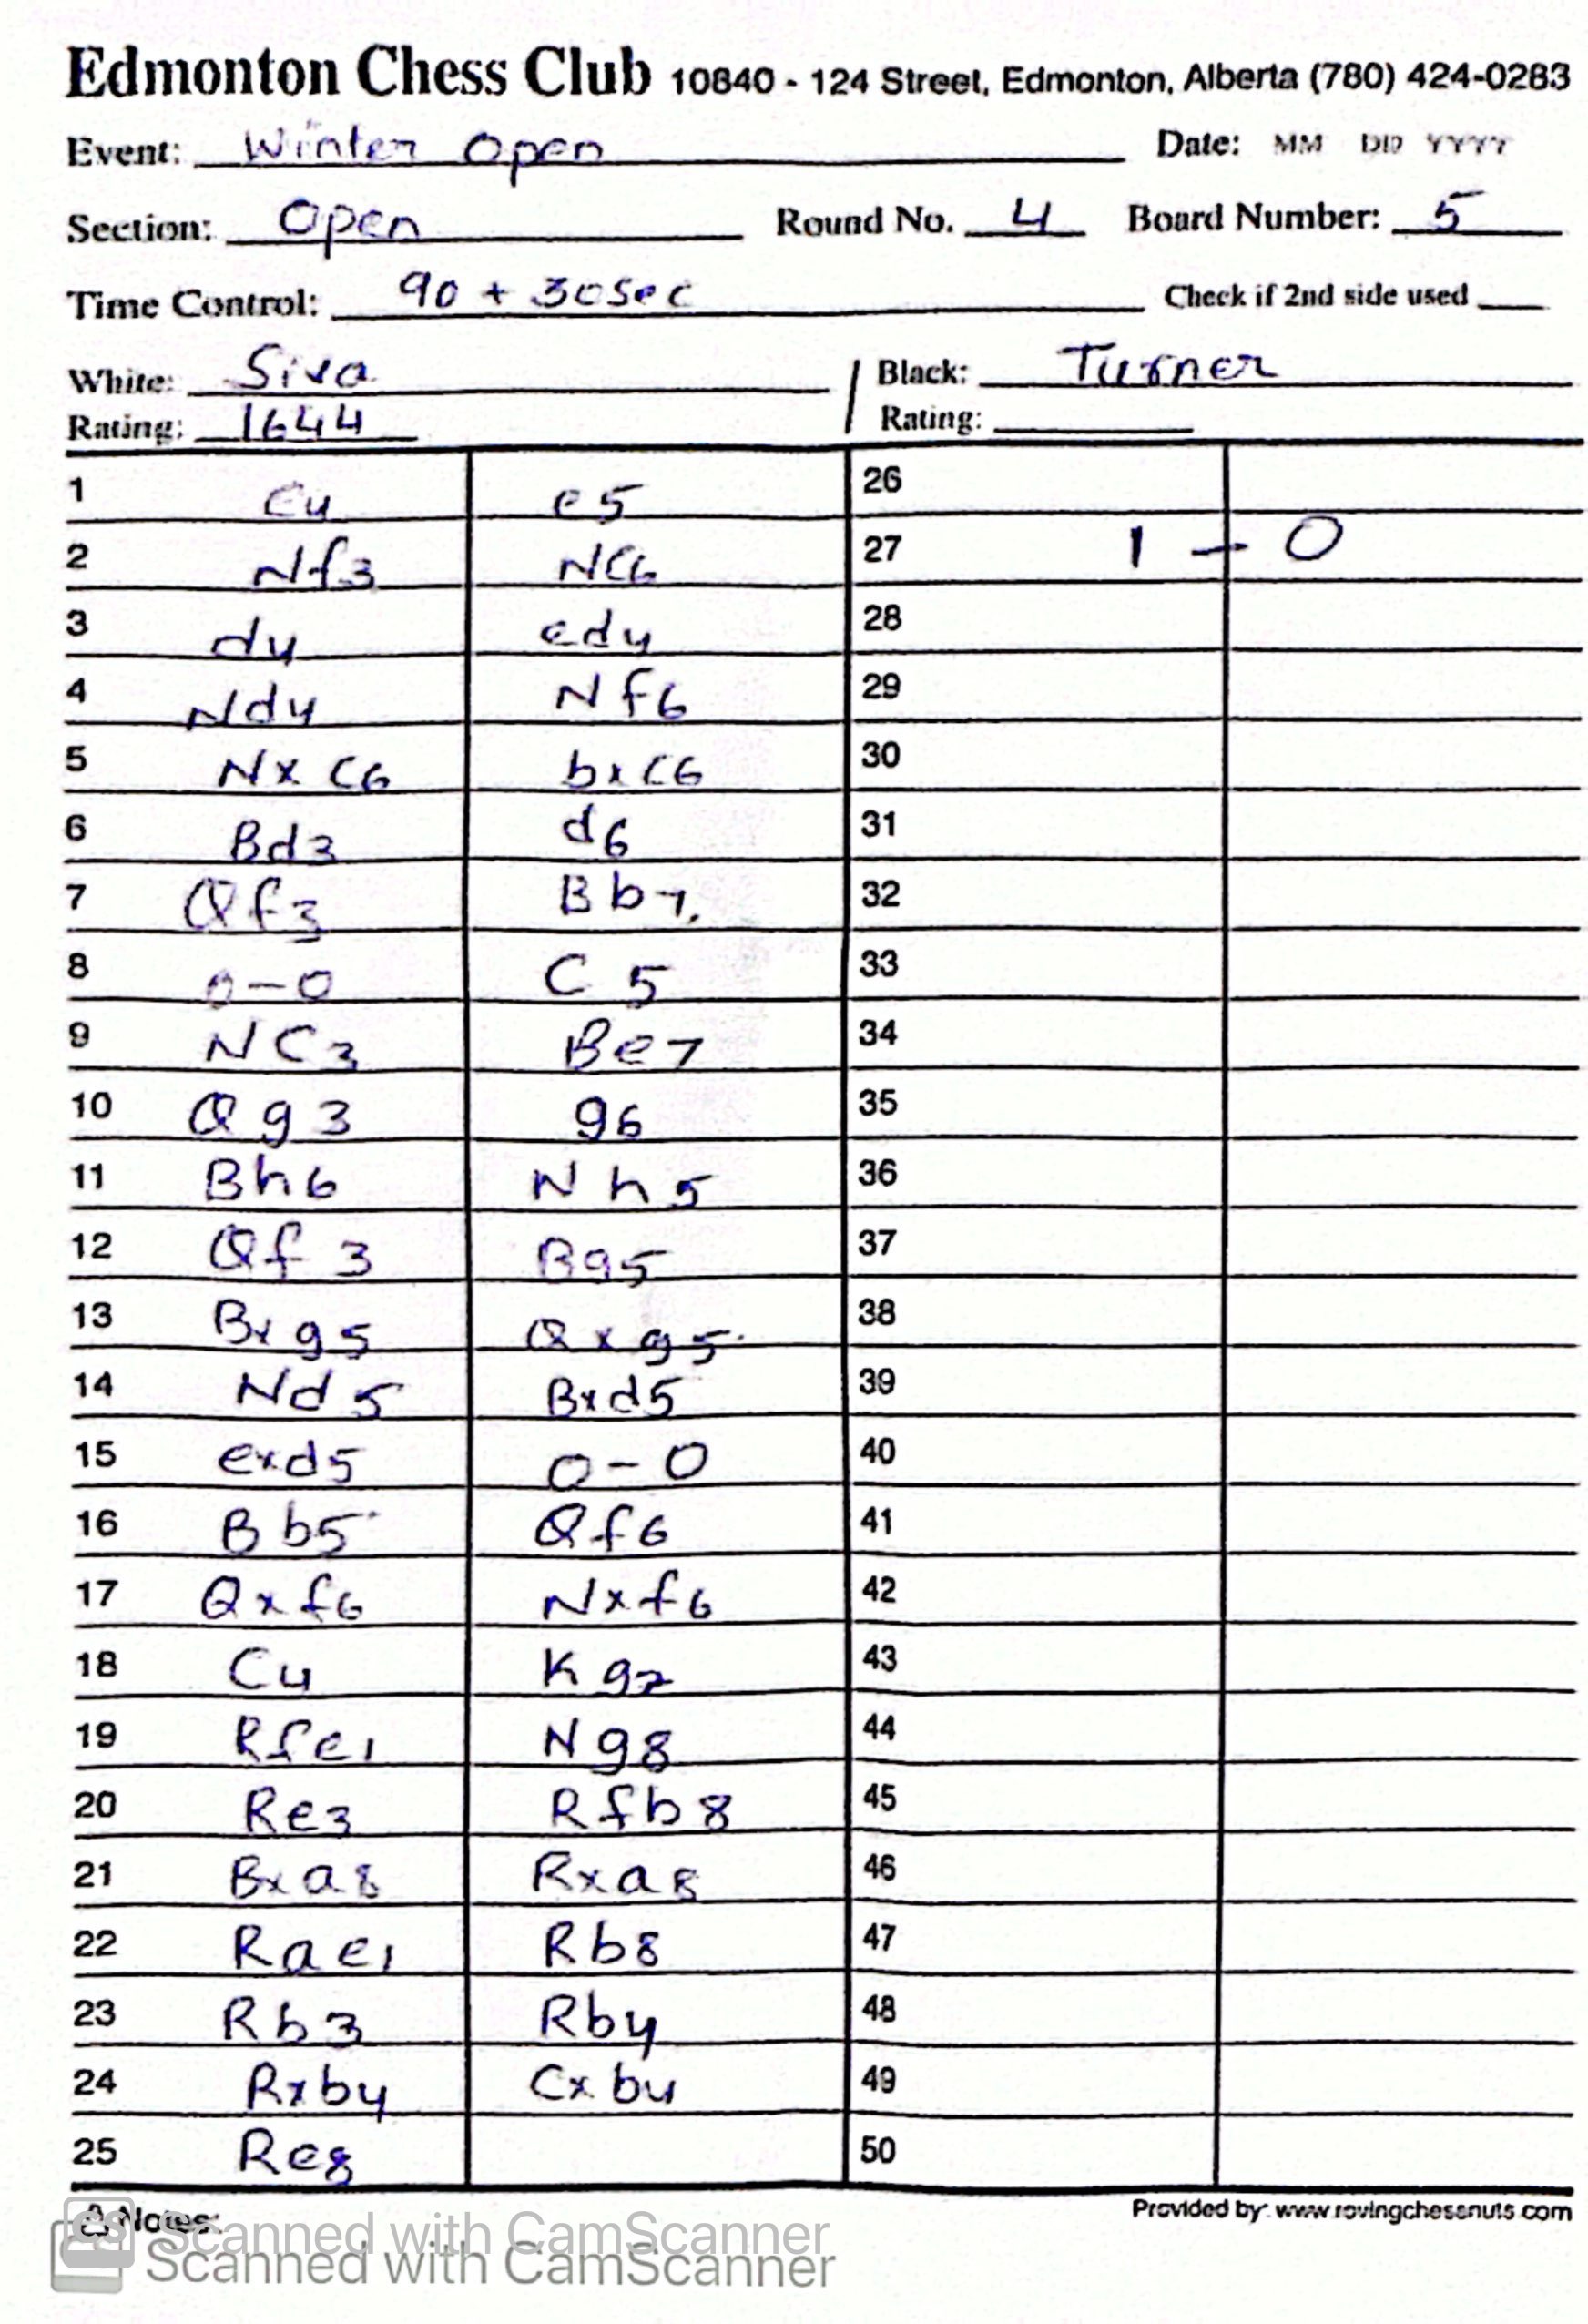 Edmonton Chess Club 10840 - 124 Street, Edmonton, Alberta (780) 424-0283
Event: Winter Open Date: MM DD YYYY
Section: Open Round No. 4 Board Number: 5
Time Control: 90 + 30sec Check if 2nd side used
White: Siva Black: Turner
Rating: 1644 Rating:
1 e4 e5 26
2 Nf3 NC6 27 1 - 0
3 d4 ed4 28
4 Nd4 Nf6 29
5 Nx C6 bxC6 30
6 Bd3 d6 31
7 Qf3 Bb7. 32
8 0-0 C5 33
9 NC3 Be7 34
10 Qg3 g6 35
11 Bh6 Nh5 36
12 Qf3 Bg5 37
13 Bxg5 Qxg5 38
14 Nd5 Bxd5 39
15 exd5 0-0 40
16 Bb5 Qf6 41
17 Qxf6 Nxf6 42
18 C4 Kg7 43
19 Rfe1 Ng8 44
20 Re3 Rfb8 45
21 Bxa8 Rxa8 46
22 Rae1 Rb8 47
23 Rb3 Rb4 48
24 Rxb4 Cxb4 49
25 Re8 50
Notes: Provided by: www.rovingchessnuts.com
CS Scanned with CamScanner
Scanned with CamScanner